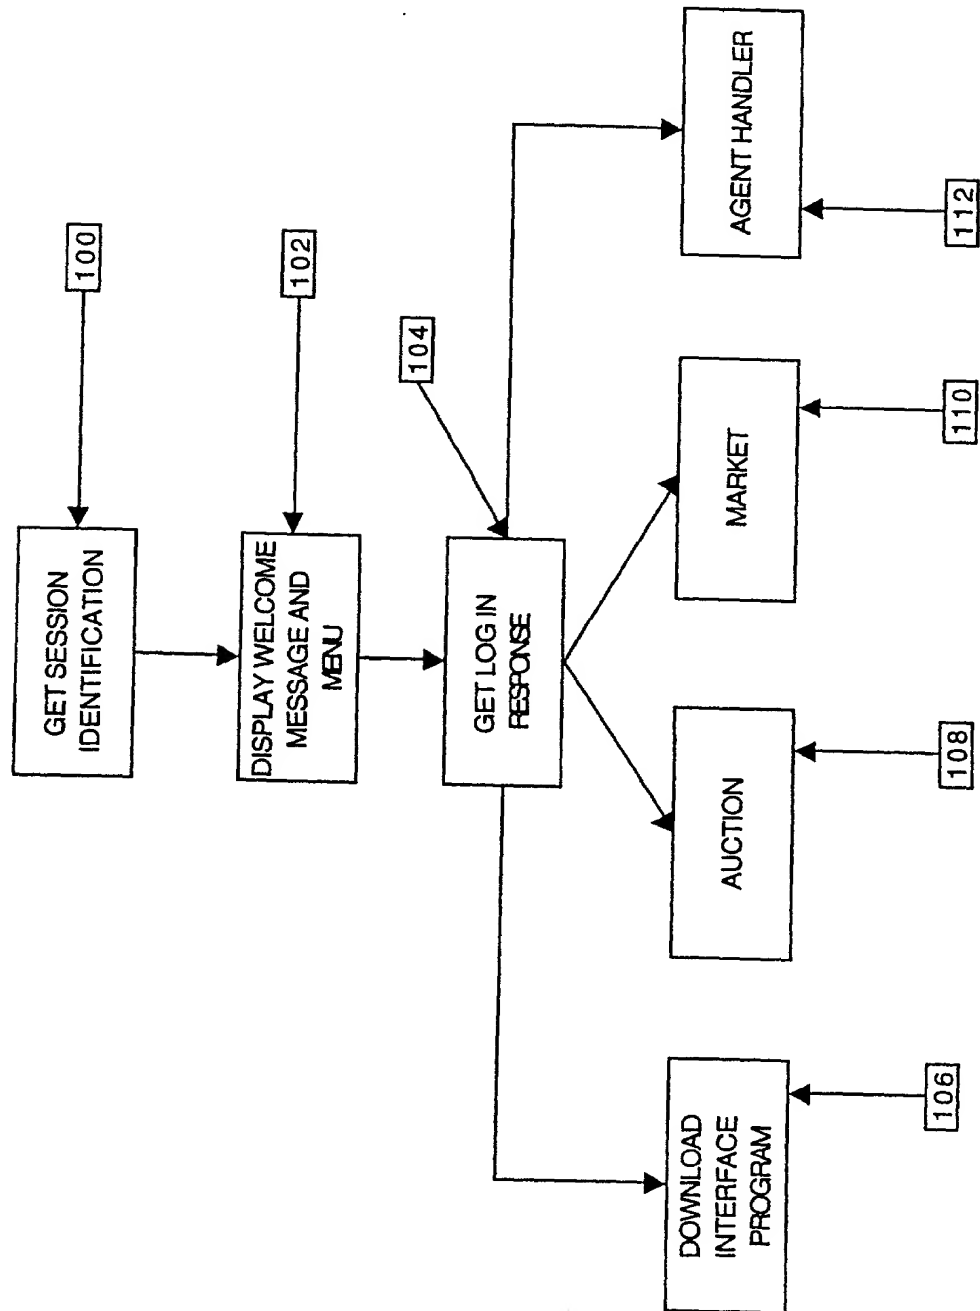 GET SESSION
IDENTIFICATION
100
DISPLAY WELCOME
MESSAGE AND
MENU
102
104
GET LOG IN
RESPONSE
DOWNLOAD
INTERFACE
PROGRAM
AUCTION
MARKET
AGENT HANDLER
106
108
110
112